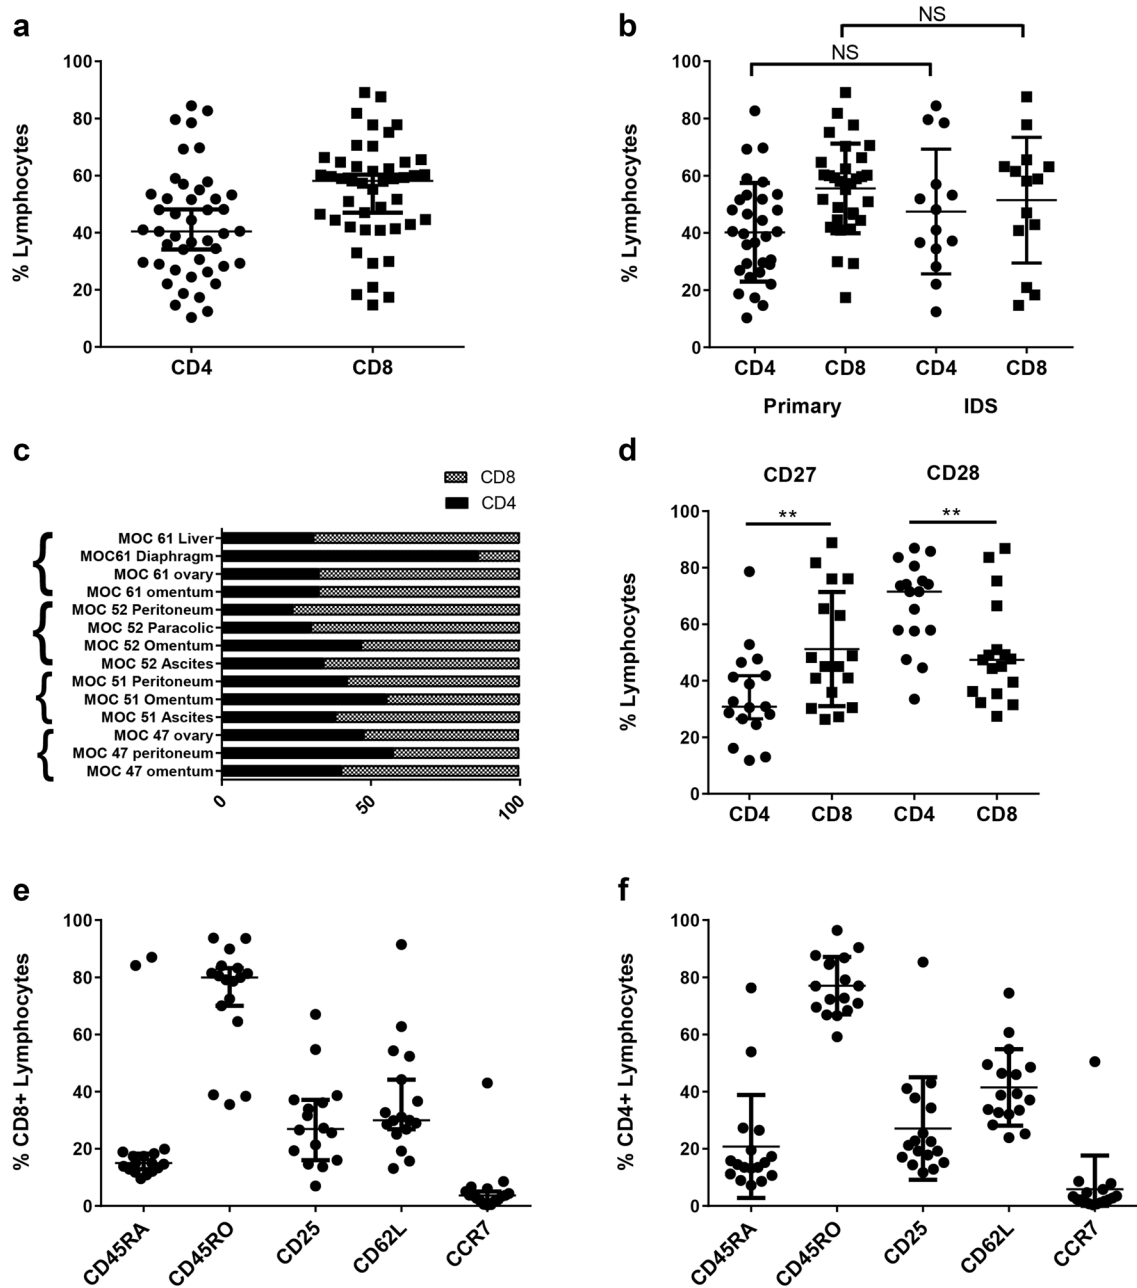 a
% Lymphocytes
100
80
60
40
20
0
CD4 CD8
b
NS
NS
% Lymphocytes
100
80
60
40
20
0
CD4 CD8 CD4 CD8
Primary IDS
c
CD8
CD4
MOC 61 Liver
MOC61 Diaphragm
MOC 61 ovary
MOC 61 omentum
MOC 52 Peritoneum
MOC 52 Paracolic
MOC 52 Omentum
MOC 52 Ascites
MOC 51 Peritoneum
MOC 51 Omentum
MOC 51 Ascites
MOC 47 ovary
MOC 47 peritoneum
MOC 47 omentum
0 50 100
d
CD27 CD28
** **
% Lymphocytes
100
80
60
40
20
0
CD4 CD8 CD4 CD8
e
% CD8+ Lymphocytes
100
80
60
40
20
0
CD45RA CD45RO CD25 CD62L CCR7
f
% CD4+ Lymphocytes
100
80
60
40
20
0
CD45RA CD45RO CD25 CD62L CCR7